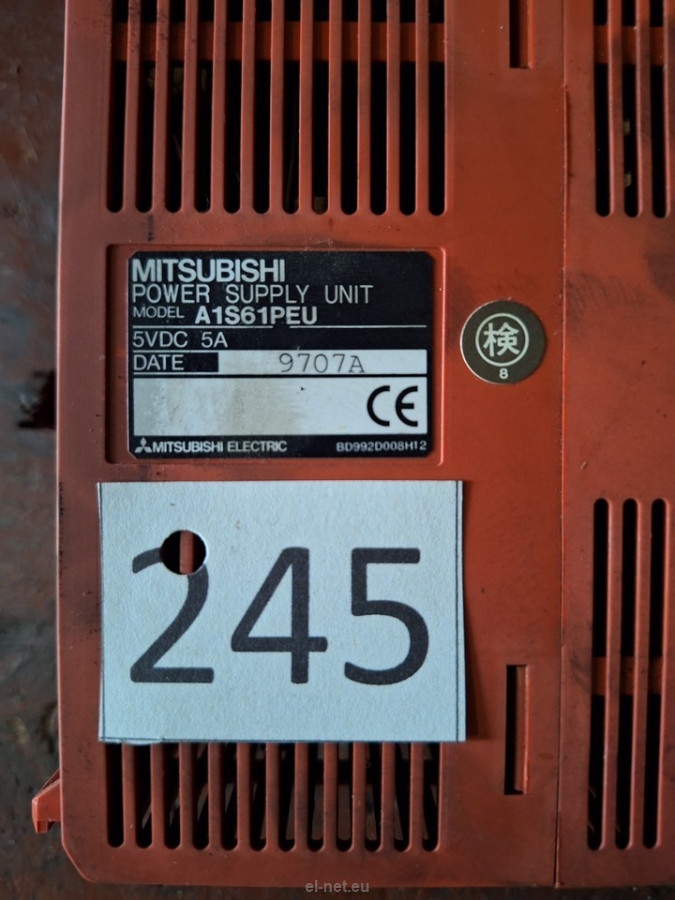 MITSUBISHI
POWER SUPPLY UNIT
MODEL A1S61PEU
5VDC 5A
DATE 9707A
CE
MITSUBISHI ELECTRIC BD992D008H12
検
8
245
el-net.eu